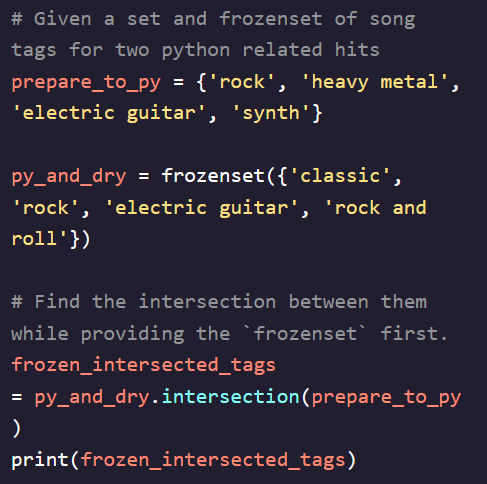 # Given a set and frozenset of song
tags for two python related hits
prepare_to_py = {'rock', 'heavy metal',
'electric guitar', 'synth'}
py_and_dry = frozenset({'classic',
'rock', 'electric guitar', 'rock and
roll'})
# Find the intersection between them
while providing the `frozenset` first.
frozen_intersected_tags
= py_and_dry.intersection(prepare_to_py
)
print(frozen_intersected_tags)